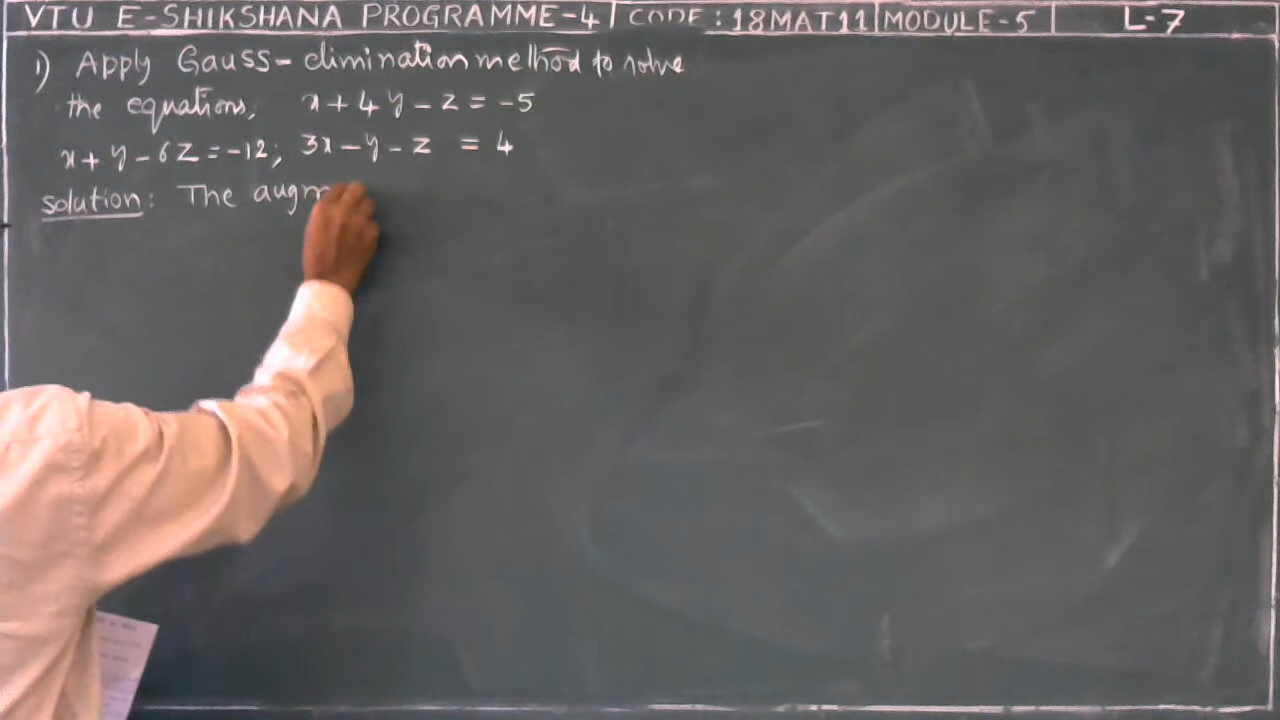 VTU E-SHIKSHANA PROGRAMME-4 | CODE: 18MAT11 | MODULE-5 | L-7
1) Apply Gauss-elimination method to solve
the equations, x+4y-z=-5
x+y-6z=-12; 3x-y-z = 4
solution: The augm